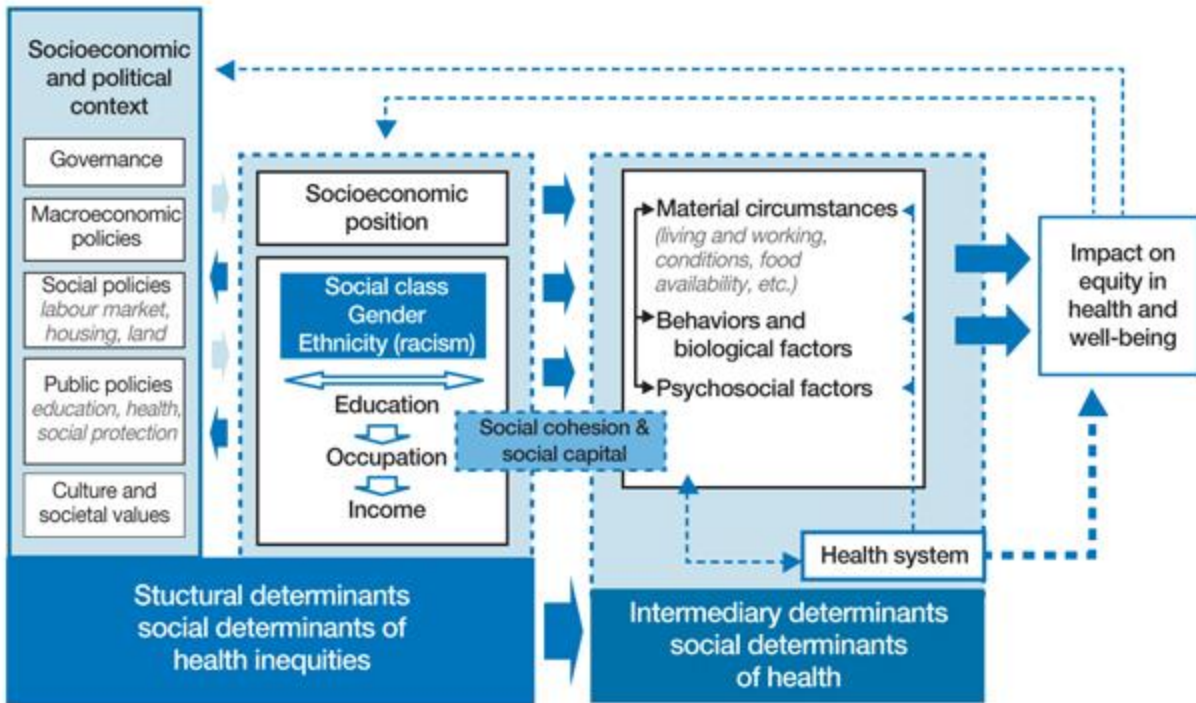 Socioeconomic
and political
context
Governance
Macroeconomic
policies
Social policies
labour market,
housing, land
Public policies
education, health,
social protection
Culture and
societal values
Socioeconomic
position
Social class
Gender
Ethnicity (racism)
Education
Occupation
Income
Social cohesion &
social capital
Material circumstances
(living and working,
conditions, food
availability, etc.)
Behaviors and
biological factors
Psychosocial factors
Health system
Impact on
equity in
health and
well-being
Stuctural determinants
social determinants of
health inequities
Intermediary determinants
social determinants
of health